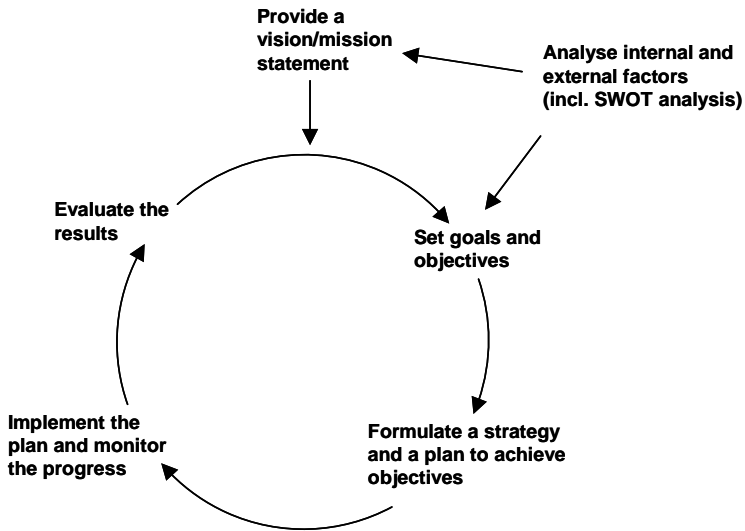 Provide a
vision/mission
statement
Analyse internal and
external factors
(incl. SWOT analysis)
Set goals and
objectives
Formulate a strategy
and a plan to achieve
objectives
Implement the
plan and monitor
the progress
Evaluate the
results